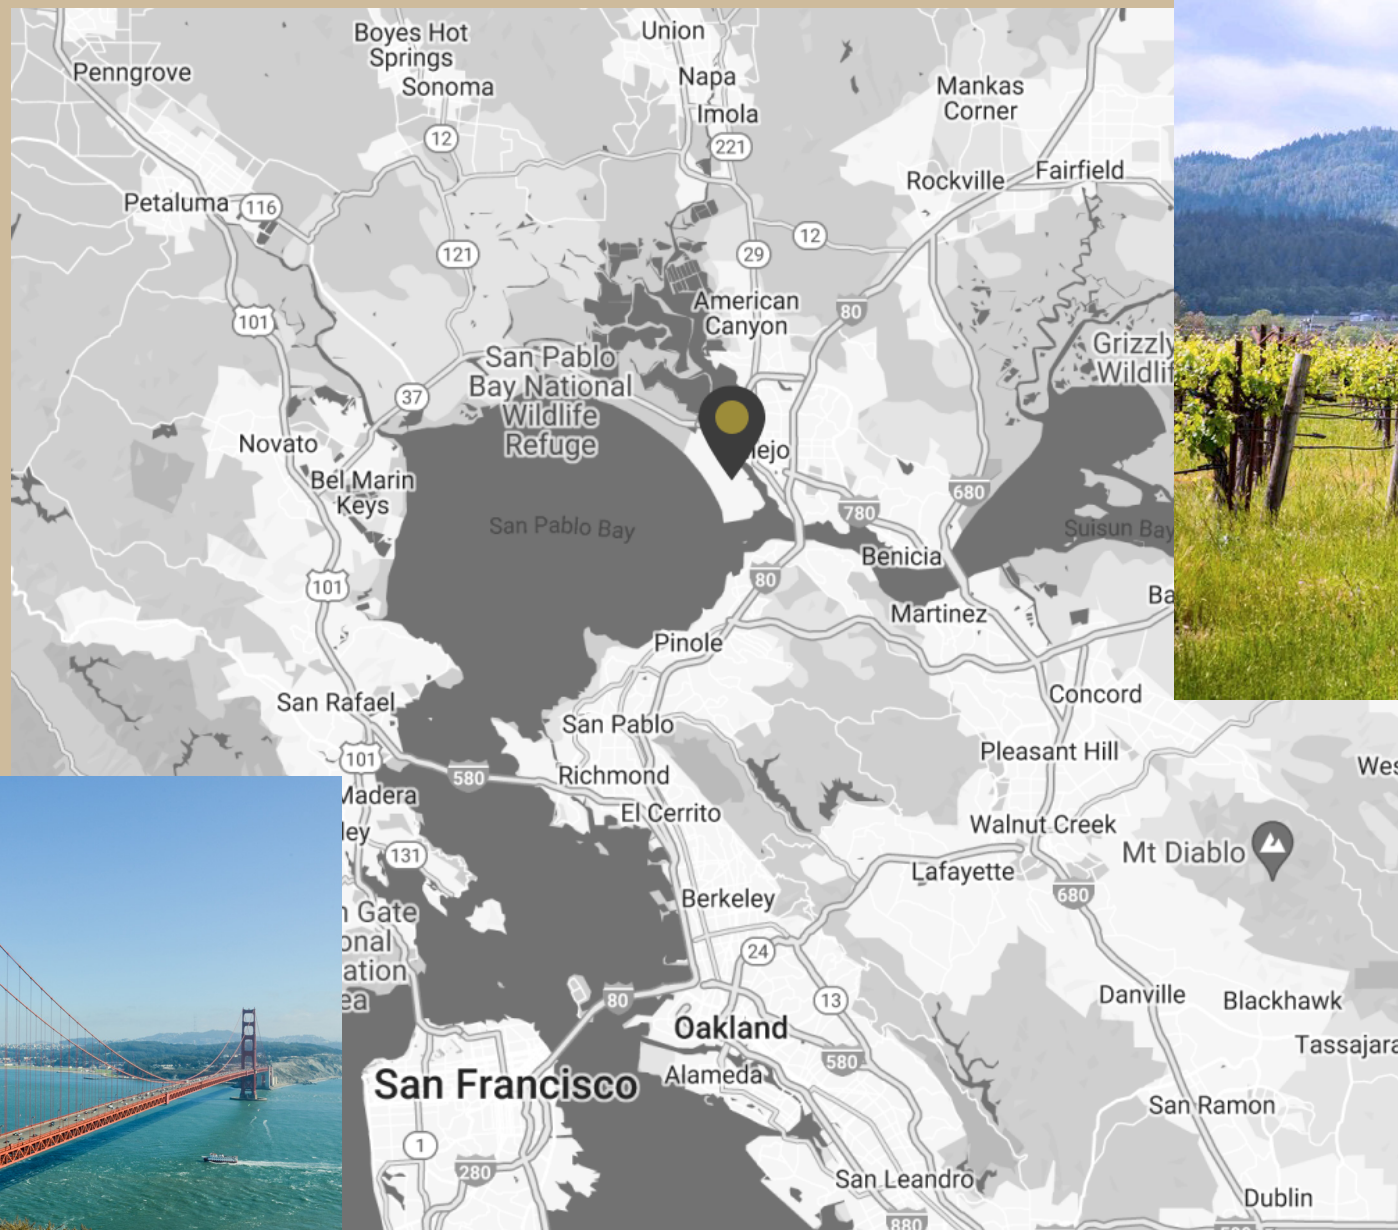 Boyes Hot
Springs
Union
Penngrove
Sonoma
Napa
Mankas
Corner
Imola
12
221
Petaluma
116
Rockville
Fairfield
121
29
12
101
American
Canyon
80
San Pablo
Bay National
Wildlife
Refuge
Grizzly
37
Novato
Bel Marin
Keys
680
780
San Pablo Bay
Suisun Bay
Benicia
101
80
Martinez
Pinole
San Rafael
Concord
San Pablo
101
580
Richmond
Pleasant Hill
Madera
El Cerrito
Walnut Creek
131
Mt Diablo
Lafayette
680
Berkeley
Gate
24
80
13
Danville
Blackhawk
Oakland
580
Alameda
San Francisco
Tassajara
San Ramon
1
280
San Leandro
Dublin
880